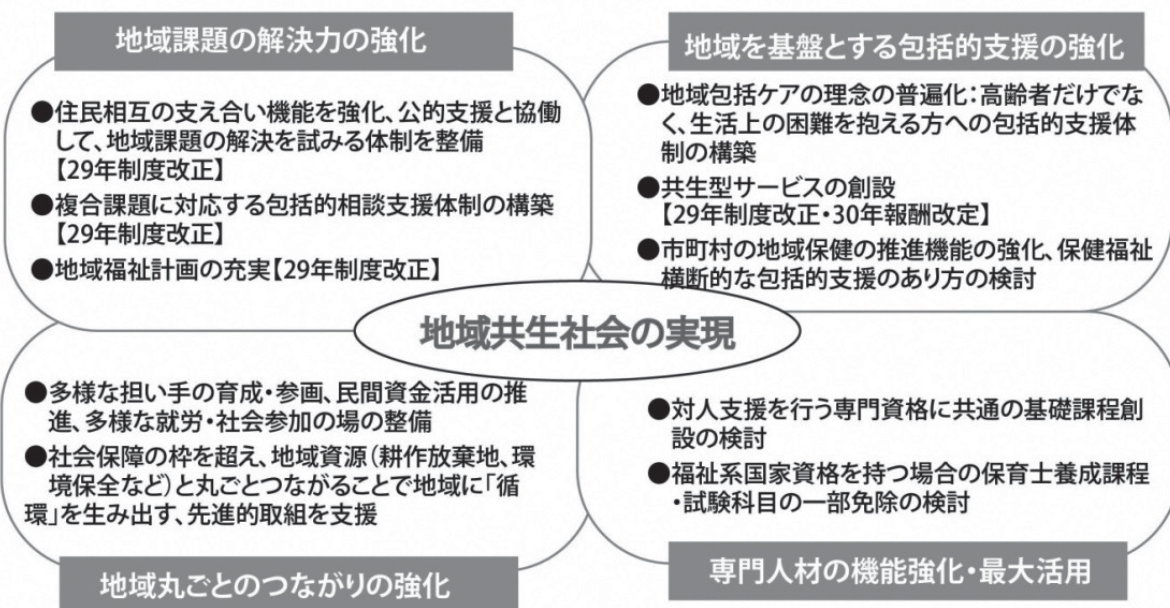 地域課題の解決力の強化
●住民相互の支え合い機能を強化、公的支援と協働
して、地域課題の解決を試みる体制を整備
【29年制度改正】
●複合課題に対応する包括的相談支援体制の構築
【29年制度改正】
●地域福祉計画の充実【29年制度改正】
地域を基盤とする包括的支援の強化
●地域包括ケアの理念の普遍化：高齢者だけでな
く、生活上の困難を抱える方への包括的支援体
制の構築
●共生型サービスの創設
【29年制度改正・30年報酬改定】
●市町村の地域保健の推進機能の強化、保健福祉
横断的な包括的支援のあり方の検討
地域共生社会の実現
●多様な担い手の育成・参画、民間資金活用の推
進、多様な就労・社会参加の場の整備
●社会保障の枠を超え、地域資源（耕作放棄地、環
境保全など）と丸ごとつながることで地域に「循
環」を生み出す、先進的取組を支援
地域丸ごとのつながりの強化
●対人支援を行う専門資格に共通の基礎課程創
設の検討
●福祉系国家資格を持つ場合の保育士養成課程
・試験科目の一部免除の検討
専門人材の機能強化・最大活用